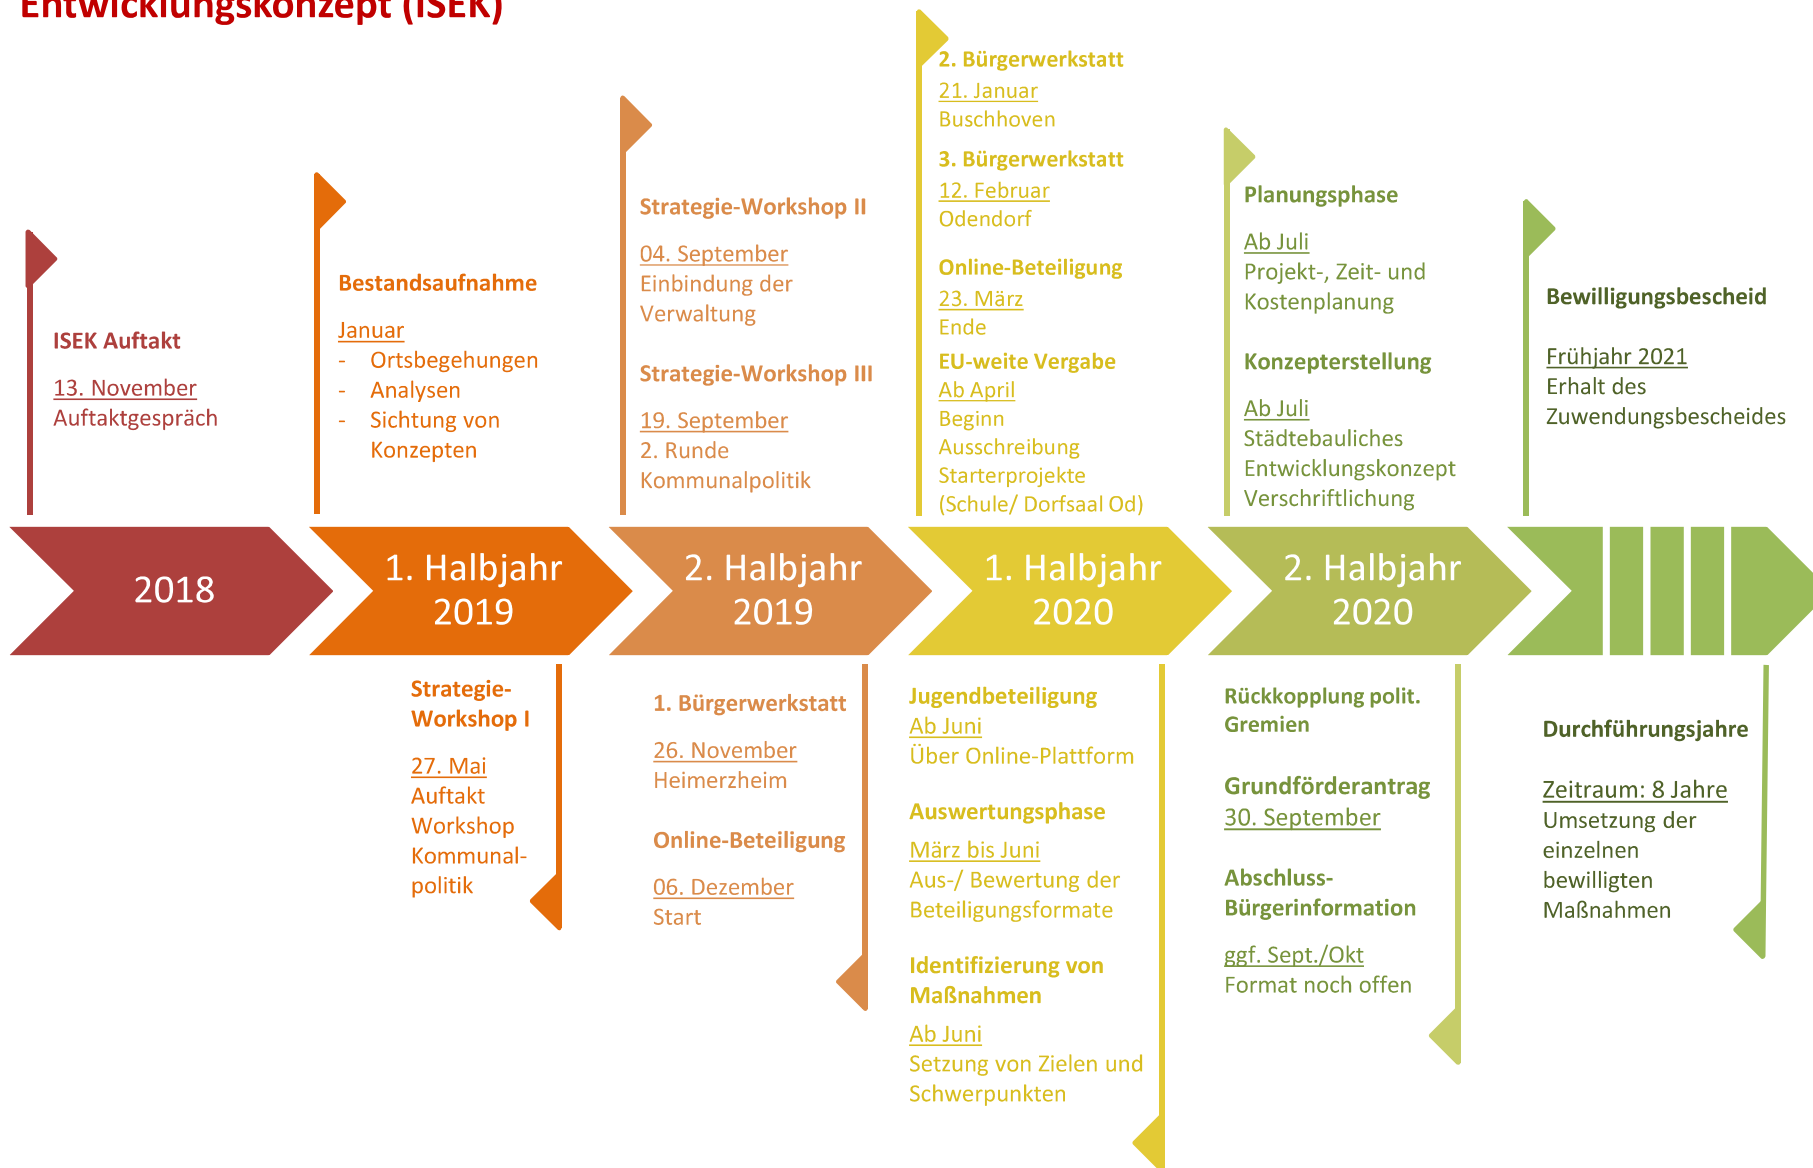 Entwicklungskonzept (ISEK)
ISEK Auftakt
13. November
Auftaktgespräch
Bestandsaufnahme
Januar
- Ortsbegehungen
- Analysen
- Sichtung von
Konzepten
Strategie-Workshop II
04. September
Einbindung der
Verwaltung
Strategie-Workshop III
19. September
2. Runde
Kommunalpolitik
2. Bürgerwerkstatt
21. Januar
Buschhoven
3. Bürgerwerkstatt
12. Februar
Odendorf
Online-Beteiligung
23. März
Ende
EU-weite Vergabe
Ab April
Beginn
Ausschreibung
Starterprojekte
(Schule/ Dorfsaal Od)
Planungsphase
Ab Juli
Projekt-, Zeit- und
Kostenplanung
Konzepterstellung
Ab Juli
Städtebauliches
Entwicklungskonzept
Verschriftlichung
Bewilligungsbescheid
Frühjahr 2021
Erhalt des
Zuwendungsbescheides
2018
1. Halbjahr
2019
2. Halbjahr
2019
1. Halbjahr
2020
2. Halbjahr
2020
Strategie-
Workshop I
27. Mai
Auftakt
Workshop
Kommunal-
politik
1. Bürgerwerkstatt
26. November
Heimerzheim
Online-Beteiligung
06. Dezember
Start
Jugendbeteiligung
Ab Juni
Über Online-Plattform
Auswertungsphase
März bis Juni
Aus-/ Bewertung der
Beteiligungsformate
Identifizierung von
Maßnahmen
Ab Juni
Setzung von Zielen und
Schwerpunkten
Rückkopplung polit.
Gremien
Grundförderantrag
30. September
Abschluss-
Bürgerinformation
ggf. Sept./Okt
Format noch offen
Durchführungsjahre
Zeitraum: 8 Jahre
Umsetzung der
einzelnen
bewilligten
Maßnahmen